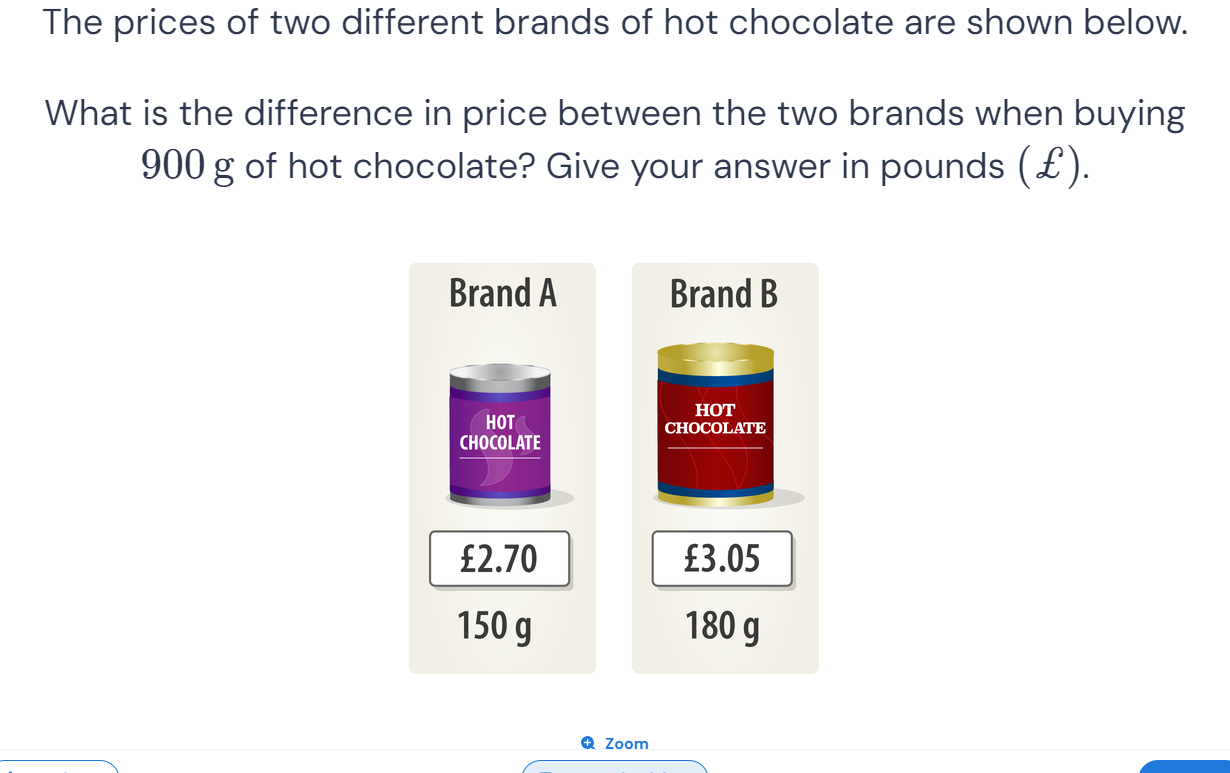 The prices of two different brands of hot chocolate are shown below.
What is the difference in price between the two brands when buying
900 g of hot chocolate? Give your answer in pounds (£).
Brand A
HOT
CHOCOLATE
£2.70
150 g
Brand B
HOT
CHOCOLATE
£3.05
180 g
Zoom